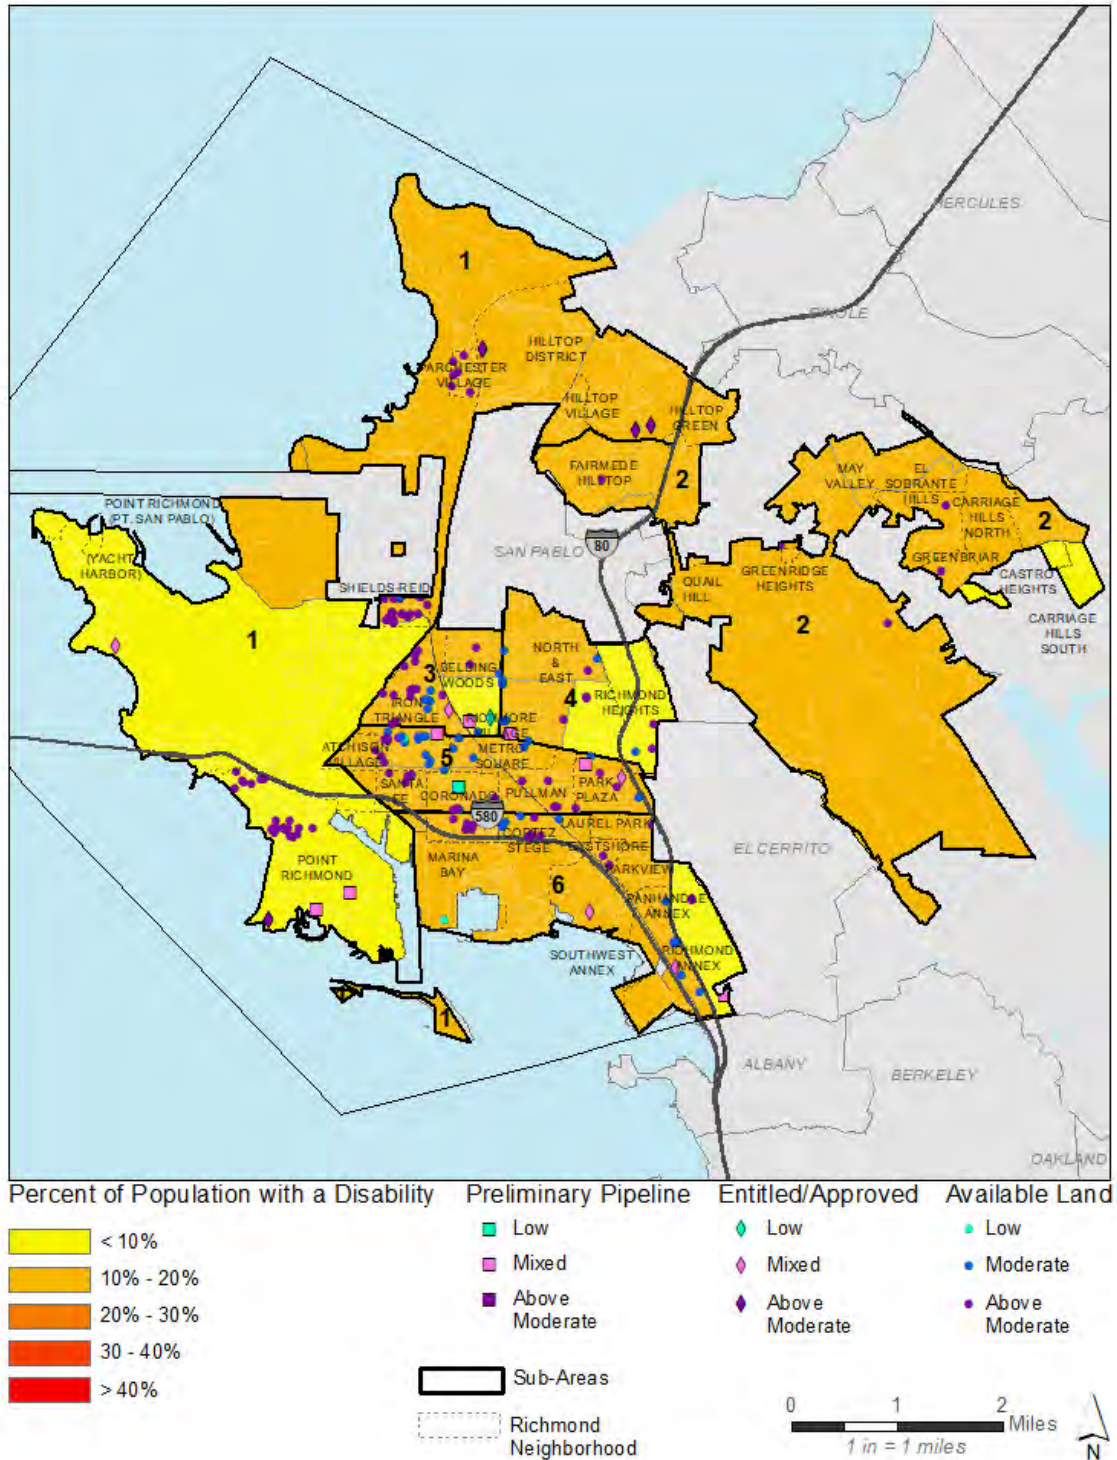 HERCULES
1
PINOLE
HILLTOP
DISTRICT
PARCHESTER
VILLAGE
HILLTOP
VILLAGE
HILLTOP
GREEN
FAIRMEDE
HILLTOP
2
MAY
VALLEY
EL
SOBRANTE
HILLS
CARRIAGE
HILLS
NORTH
2
POINT RICHMOND
(PT. SAN PABLO)
SAN PABLO
80
(YACHT
HARBOR)
GREENBRIAR
QUAIL
HILL
GREENRIDGE
HEIGHTS
CASTRO
HEIGHTS
SHIELDS-REID
CARRIAGE
HILLS
SOUTH
1
2
NORTH
&
EAST
3
BELDING
WOODS
4
RICHMOND
HEIGHTS
IRON
TRIANGLE
RICHMORE
VILLAGE
ATCHISON
VILLAGE
5
METRO
SQUARE
SANTA
FE
CORONADO
PULLMAN
PARK
PLAZA
580
CORTEZ
STEGE
LAUREL PARK
EASTSHORE
EL CERRITO
POINT
RICHMOND
MARINA
BAY
PARKVIEW
6
PANHANDLE
ANNEX
SOUTHWEST
ANNEX
RICHMOND
ANNEX
1
ALBANY
BERKELEY
OAKLAND
Percent of Population with a Disability
< 10%
10% - 20%
20% - 30%
30 - 40%
> 40%
Preliminary Pipeline
Low
Mixed
Above
Moderate
Entitled/Approved
Low
Mixed
Above
Moderate
Available Land
Low
Moderate
Above
Moderate
Sub-Areas
Richmond
Neighborhood
0 1 2
Miles
1 in = 1 miles
N